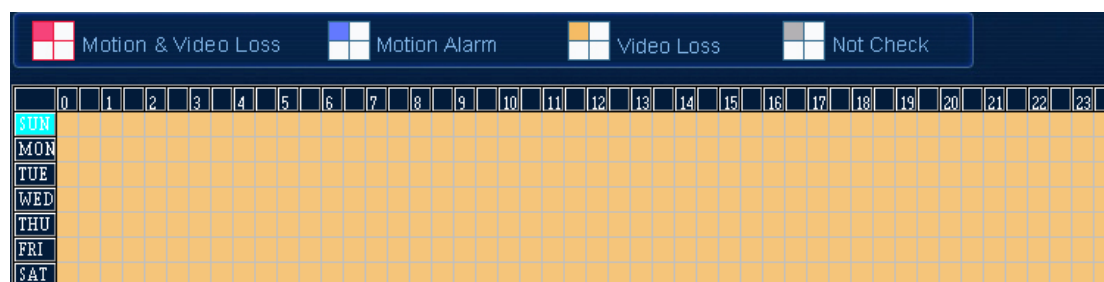 Motion & Video Loss Motion Alarm Video Loss Not Check
0 1 2 3 4 5 6 7 8 9 10 11 12 13 14 15 16 17 18 19 20 21 22 23
SUN
MON
TUE
WED
THU
FRI
SAT